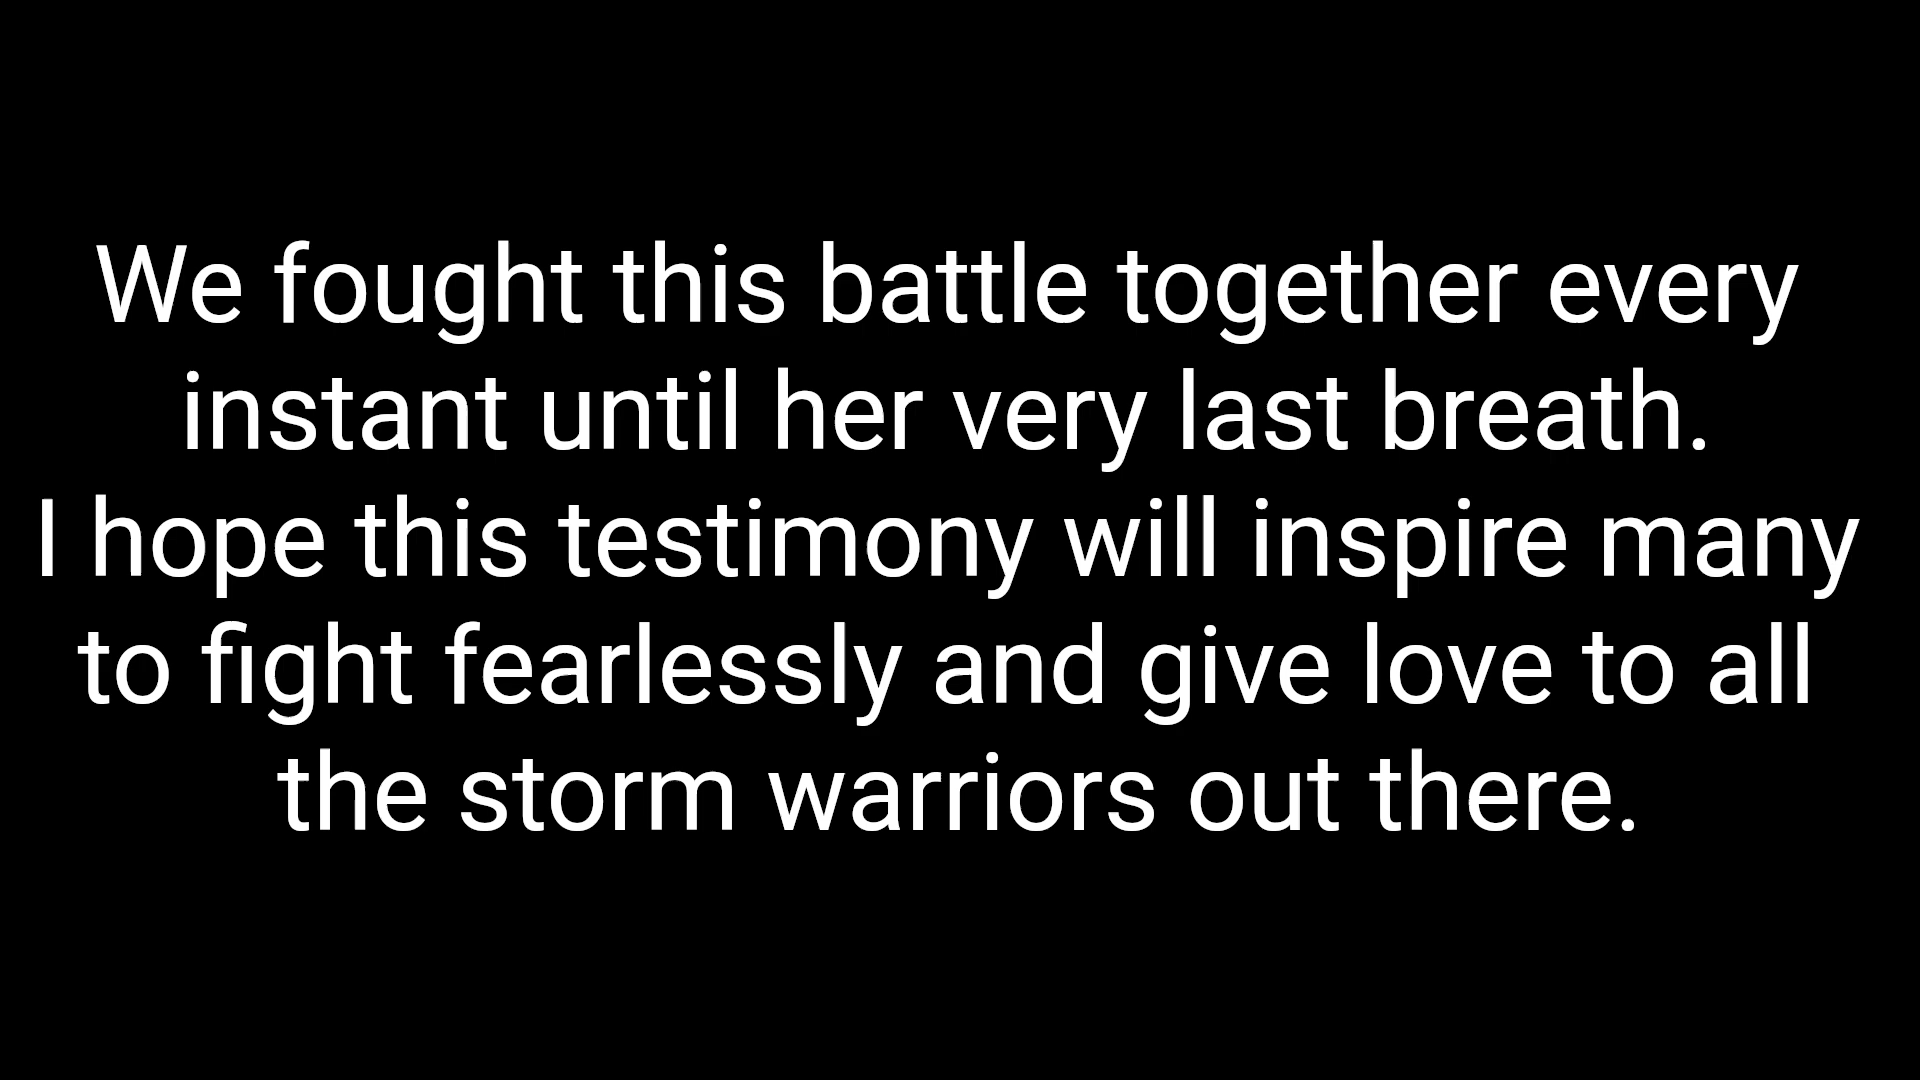 We fought this battle together every
instant until her very last breath.
I hope this testimony will inspire many
to fight fearlessly and give love to all
the storm warriors out there.